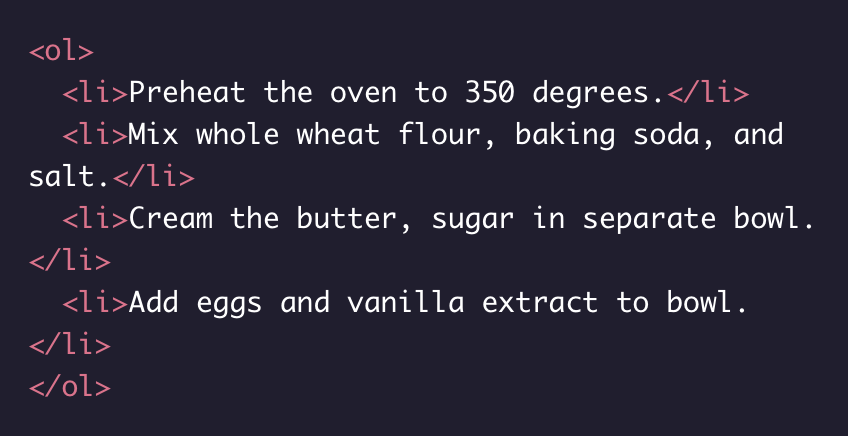 <ol>
  <li>Preheat the oven to 350 degrees.</li>
  <li>Mix whole wheat flour, baking soda, and
salt.</li>
  <li>Cream the butter, sugar in separate bowl.
</li>
  <li>Add eggs and vanilla extract to bowl.
</li>
</ol>